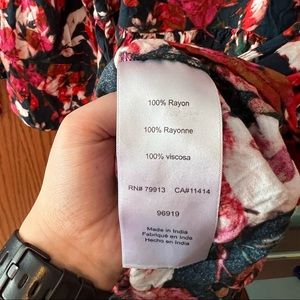 100% Rayon
100% Rayonne
100% viscosa
RN# 79913 CA#11414
96919
Made in India
Fabriqué en Inde
Hecho en India